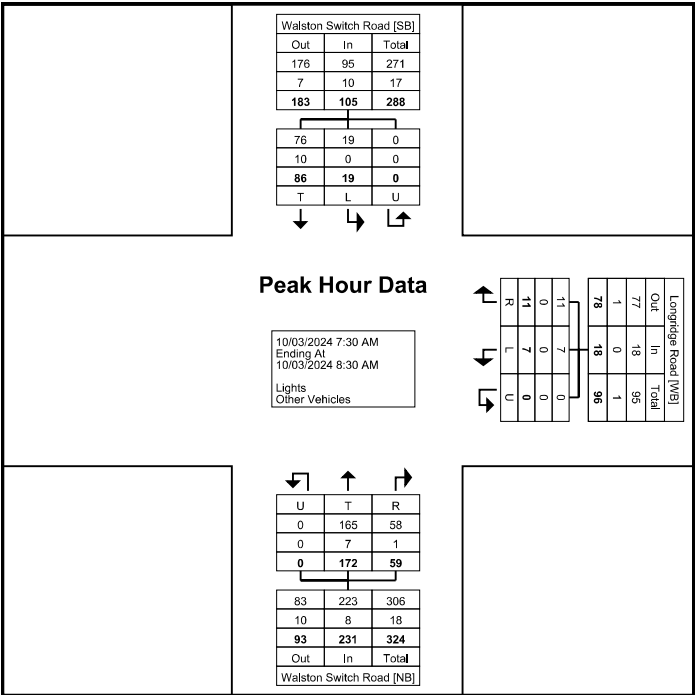 Walston Switch Road [SB]
Out In Total
176 95 271
7 10 17
183 105 288
76 19 0
10 0 0
86 19 0
T L U
Peak Hour Data
10/03/2024 7:30 AM
Ending At
10/03/2024 8:30 AM
Lights
Other Vehicles
Longridge Road [WB]
Out In Total
77 18 95
1 0 1
78 18 96
11 7 0
0 0 0
11 7 0
R L U
U T R
0 165 58
0 7 1
0 172 59
83 223 306
10 8 18
93 231 324
Out In Total
Walston Switch Road [NB]